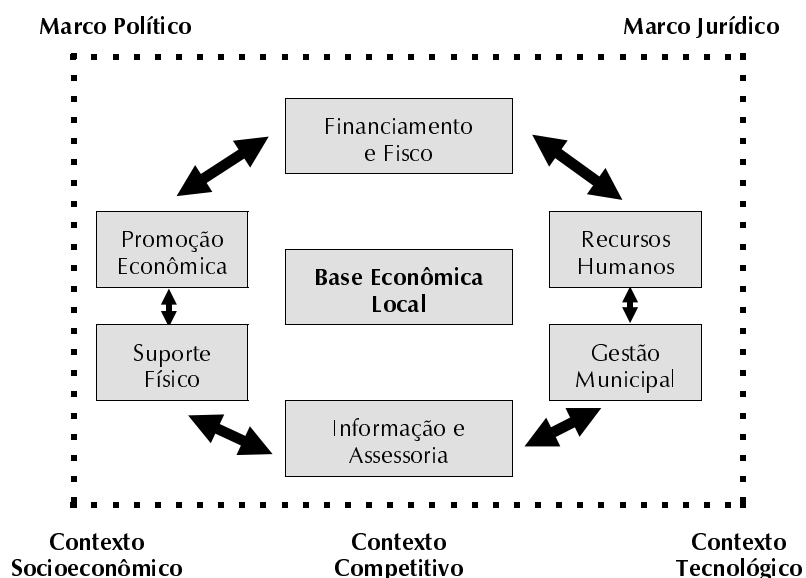 Marco Político
Marco Jurídico
Financiamento
e Fisco
Promoção
Econômica
Recursos
Humanos
Base Econômica
Local
Suporte
Físico
Gestão
Municipal
Informação e
Assessoria
Contexto
Socioeconômico
Contexto
Competitivo
Contexto
Tecnológico